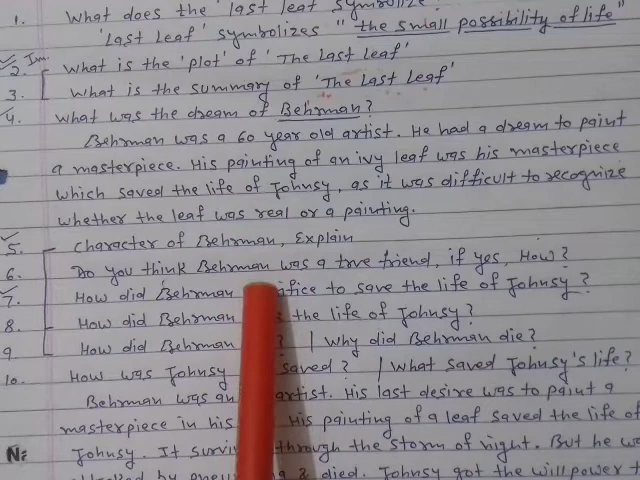 1. What does the 'last leaf' symbolize?
'Last Leaf' symbolizes "the small possibility of life"
Im.
2. What is the 'plot' of 'The Last Leaf'
3. What is the summary of 'The Last Leaf'
4. What was the dream of Behrman?
Behrman was a 60 year old artist. He had a dream to paint
a masterpiece. His painting of an ivy leaf was his masterpiece
which saved the life of Johnsy, as it was difficult to recognize
whether the leaf was real or a painting.
5. Character of Behrman, Explain
6. Do you think Behrman was a true friend, if yes, How?
7. How did Behrman ifice to save the life of Johnsy?
8. How did Behrman the life of Johnsy?
9. How did Behrman ? | Why did Behrman die?
10. How was Johnsy saved? | What saved Johnsy's life?
Behrman was an artist. His last desire was to paint a
masterpiece in his His painting of a leaf saved the life of
Johnsy. It surviv through the storm of night. But he wa
by pneu & died. Johnsy got the willpower t